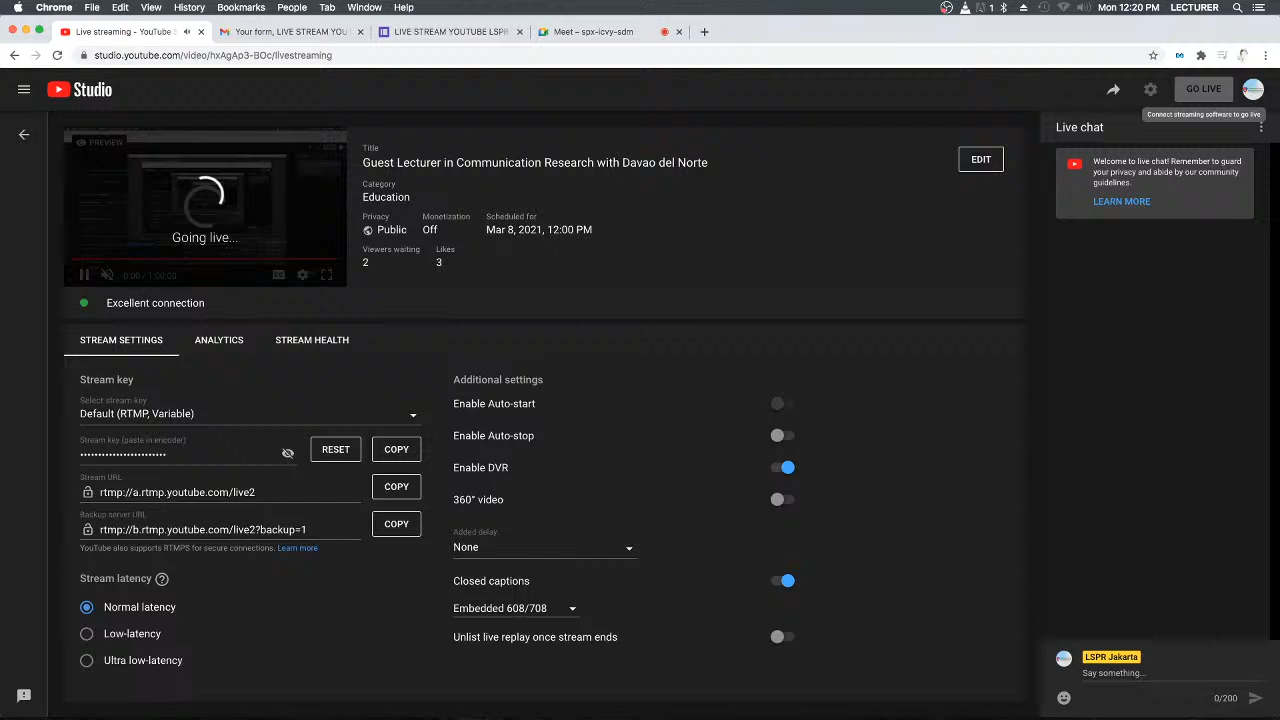 Chrome File Edit View History Bookmarks People Tab Window Help
1 Mon 12:20 PM LECTURER
Live streaming - YouTube S
Your form, LIVE STREAM YOU
LIVE STREAM YOUTUBE LSPR
Meet – spx-icvy-sdm
studio.youtube.com/video/hxAgAp3-BOc/livestreaming
Studio
GO LIVE
Connect streaming software to go live
PREVIEW
Going live...
0:00 / 1:00:00
Title
Guest Lecturer in Communication Research with Davao del Norte
EDIT
Category
Education
Privacy Monetization Scheduled for
Public Off Mar 8, 2021, 12:00 PM
Viewers waiting Likes
2 3
Excellent connection
STREAM SETTINGS ANALYTICS STREAM HEALTH
Stream key
Select stream key
Default (RTMP, Variable)
Stream key (paste in encoder)
RESET COPY
Stream URL
rtmp://a.rtmp.youtube.com/live2
COPY
Backup server URL
rtmp://b.rtmp.youtube.com/live2?backup=1
COPY
YouTube also supports RTMPS for secure connections. Learn more
Stream latency
Normal latency
Low-latency
Ultra low-latency
Additional settings
Enable Auto-start
Enable Auto-stop
Enable DVR
360° video
Added delay
None
Closed captions
Embedded 608/708
Unlist live replay once stream ends
Live chat
Welcome to live chat! Remember to guard
your privacy and abide by our community
guidelines.
LEARN MORE
LSPR Jakarta
Say something...
0/200